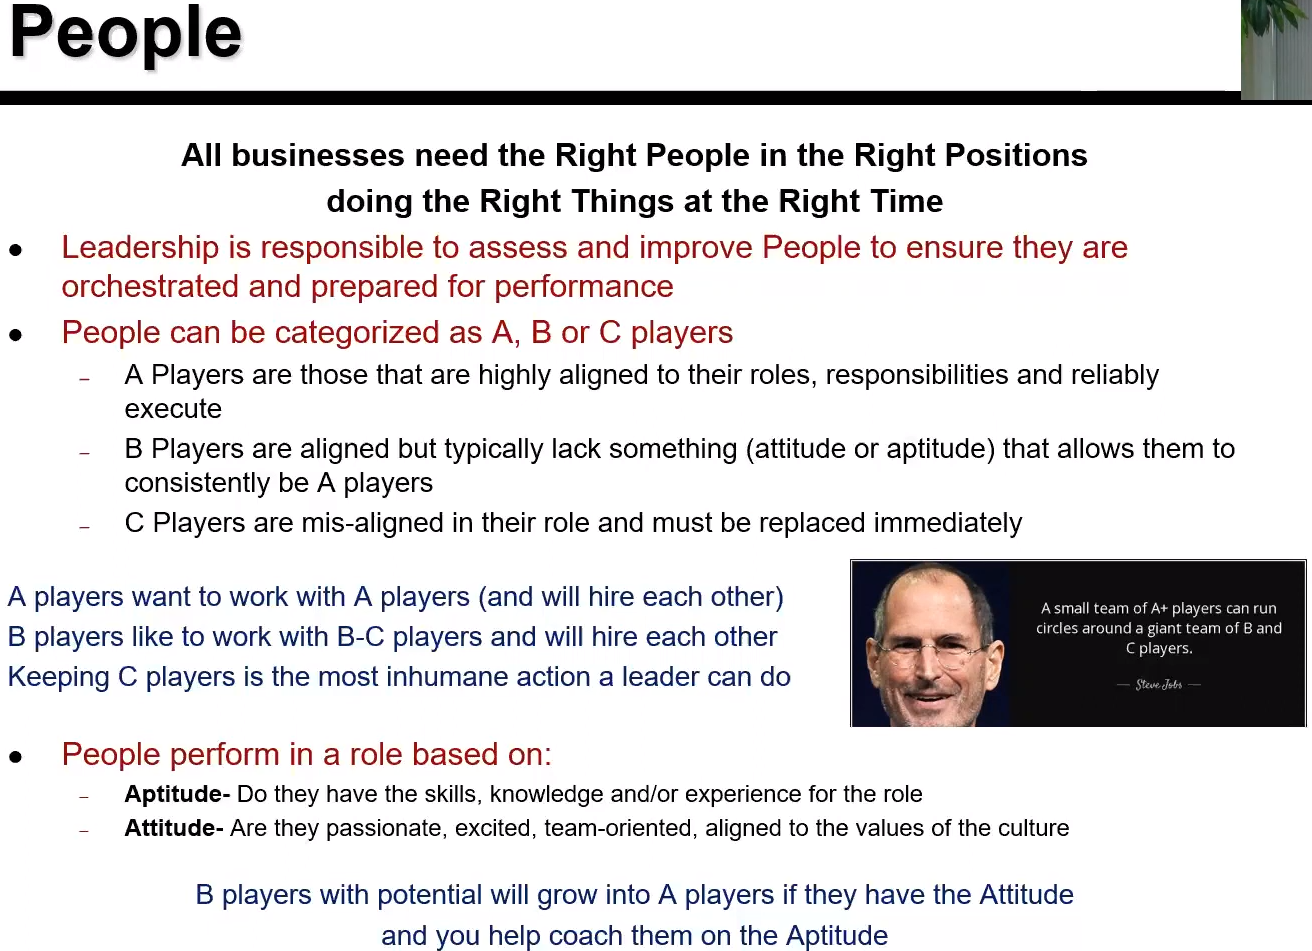 People
All businesses need the Right People in the Right Positions
doing the Right Things at the Right Time
● Leadership is responsible to assess and improve People to ensure they are
orchestrated and prepared for performance
● People can be categorized as A, B or C players
– A Players are those that are highly aligned to their roles, responsibilities and reliably
execute
– B Players are aligned but typically lack something (attitude or aptitude) that allows them to
consistently be A players
– C Players are mis-aligned in their role and must be replaced immediately
A players want to work with A players (and will hire each other)
B players like to work with B-C players and will hire each other
Keeping C players is the most inhumane action a leader can do
A small team of A+ players can run
circles around a giant team of B and
C players.
— Steve Jobs —
● People perform in a role based on:
– Aptitude- Do they have the skills, knowledge and/or experience for the role
– Attitude- Are they passionate, excited, team-oriented, aligned to the values of the culture
B players with potential will grow into A players if they have the Attitude
and you help coach them on the Aptitude